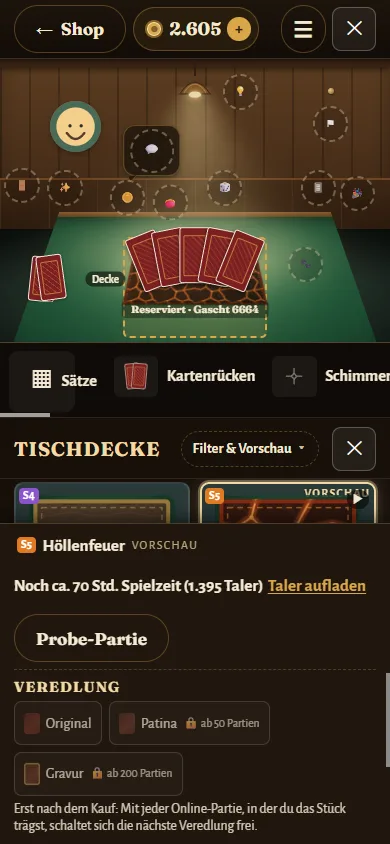 ← Shop
2.605 +
Decke
Reserviert · Gascht 6664
Sätze
Kartenrücken
Schimmer
TISCHDECKE
Filter & Vorschau
S4
S5
VORSCHAU
S5 Höllenfeuer VORSCHAU
Noch ca. 70 Std. Spielzeit (1.395 Taler) Taler aufladen
Probe-Partie
VEREDLUNG
Original
Patina ab 50 Partien
Gravur ab 200 Partien
Erst nach dem Kauf: Mit jeder Online-Partie, in der du das Stück
trägst, schaltet sich die nächste Veredlung frei.